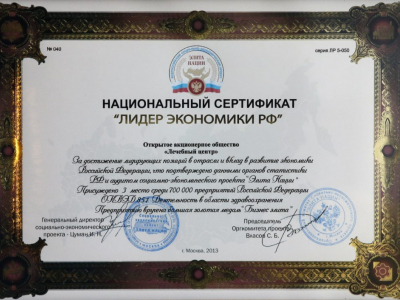 ЭЛИТА
НАЦИИ
№ 040
серия ЛР 5-050
НАЦИОНАЛЬНЫЙ СЕРТИФИКАТ
"ЛИДЕР ЭКОНОМИКИ РФ"
Открытое акционерное общество
«Лечебный центр»
За достижение лидирующих позиций в отрасли и вклад в развитие экономики
Российской Федерации, что подтверждено данными органов статистики
РФ и аудитом социально-экономического проекта "Элита Нации"
Присуждено 3 место среди 700 000 предприятий Российской Федерации
ОКВЭД 85.1 Деятельность в области здравоохранения
Предприятию вручена большая золотая медаль "Бизнес элита"
Генеральный директор
социально-экономического
проекта - Цуман И. Н.
Председатель
Оргкомитета проекта
Власов С. Б.
г. Москва, 2013